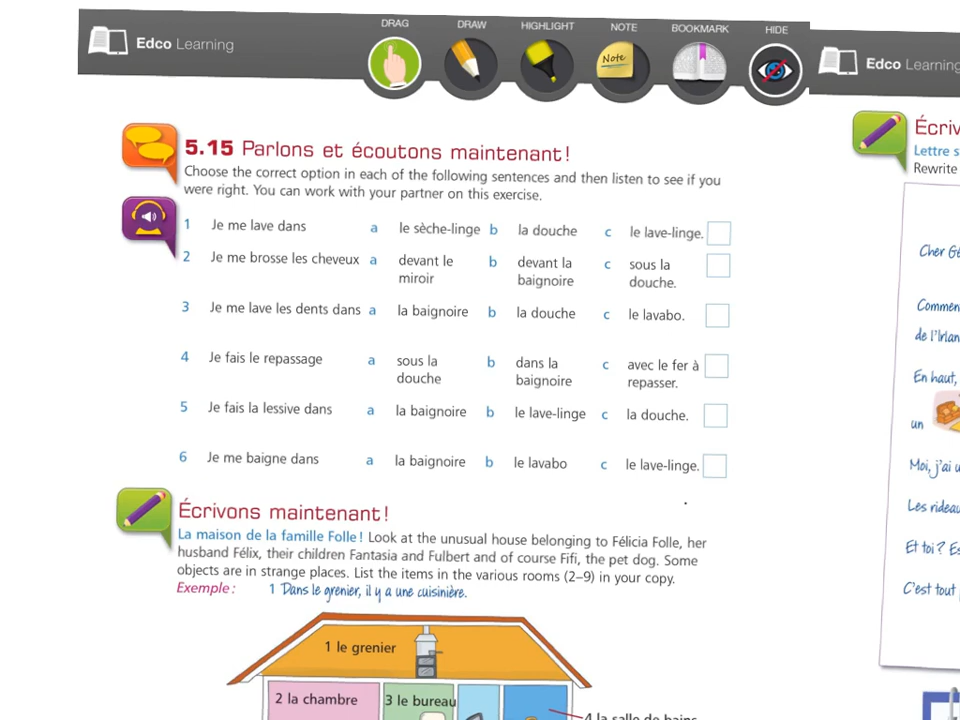 DRAG DRAW HIGHLIGHT NOTE BOOKMARK HIDE
Edco Learning
Note
Edco Learning
5.15 Parlons et écoutons maintenant!
Choose the correct option in each of the following sentences and then listen to see if you
were right. You can work with your partner on this exercise.
1 Je me lave dans a le sèche-linge b la douche c le lave-linge.
2 Je me brosse les cheveux a devant le b devant la c sous la
miroir baignoire douche.
3 Je me lave les dents dans a la baignoire b la douche c le lavabo.
4 Je fais le repassage a sous la b dans la c avec le fer à
douche baignoire repasser.
5 Je fais la lessive dans a la baignoire b le lave-linge c la douche.
6 Je me baigne dans a la baignoire b le lavabo c le lave-linge.
Écrivons maintenant!
La maison de la famille Folle! Look at the unusual house belonging to Félicia Folle, her
husband Félix, their children Fantasia and Fulbert and of course Fifi, the pet dog. Some
objects are in strange places. List the items in the various rooms (2–9) in your copy.
Exemple: 1 Dans le grenier, il y a une cuisinière.
1 le grenier
2 la chambre 3 le bureau
4 la salle de bains
Écriv
Lettre s
Rewrite
Cher Gé
Commen
de l'Irlan
En haut,
un
Moi, j'ai u
Les rideau
Et toi? Es
C'est tout